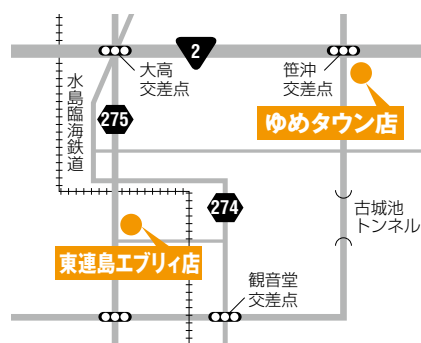 2
大高
交差点
笹沖
交差点
水島臨海鉄道
ゆめタウン店
275
274
古城池
トンネル
東連島エブリィ店
観音堂
交差点